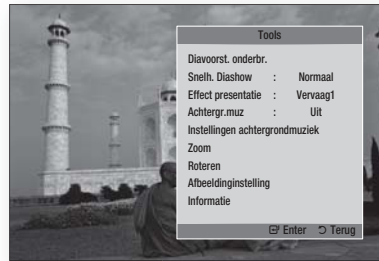 Tools
Diavoorst. onderbr.
Snelh. Diashow : Normaal
Effect presentatie : Vervaag1
Achtergr.muz : Uit
Instellingen achtergrondmuziek
Zoom
Roteren
Afbeeldinginstelling
Informatie
Enter Terug